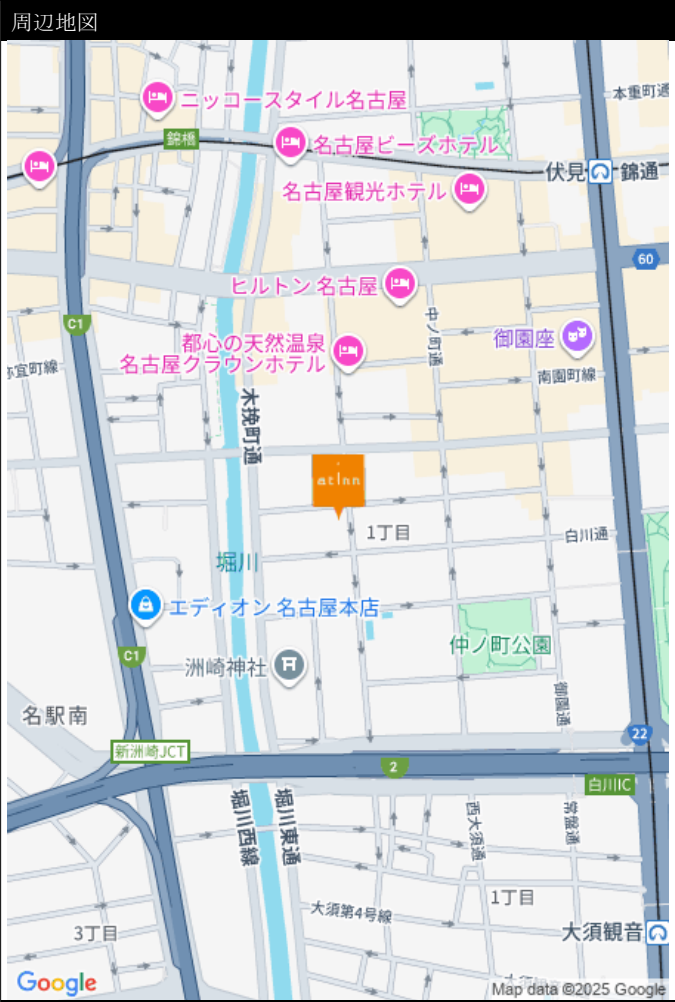 周辺地図
ニッコースタイル名古屋
本重町通
錦橋
名古屋ビーズホテル
伏見
錦通
名古屋観光ホテル
60
ヒルトン 名古屋
C1
中ノ町通
御園座
都心の天然温泉
名古屋クラウンホテル
弥宜町線
南園町線
木挽町通
atInn
1丁目
白川通
堀川
エディオン 名古屋本店
仲ノ町公園
C1
洲崎神社
御園通
名駅南
22
新洲崎JCT
2
白川IC
堀川西線
堀川東通
西大須通
常盤通
1丁目
大須第4号線
3丁目
大須観音
Google
Map data ©2025 Google